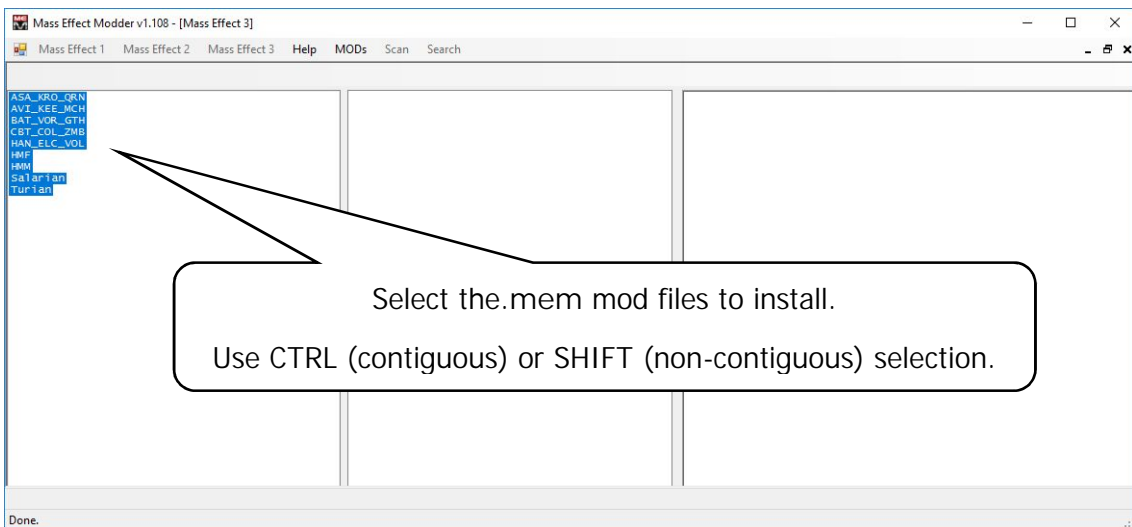 Mass Effect Modder v1.108 - [Mass Effect 3]
Mass Effect 1 Mass Effect 2 Mass Effect 3 Help MODs Scan Search
ASA_KRO_QRN
AVI_KEE_MCH
BAT_VOR_GTH
CBT_COL_ZMB
HAN_ELC_VOL
HMF
HMM
Salarian
Turian
Select the.mem mod files to install.
Use CTRL (contiguous) or SHIFT (non-contiguous) selection.
Done.